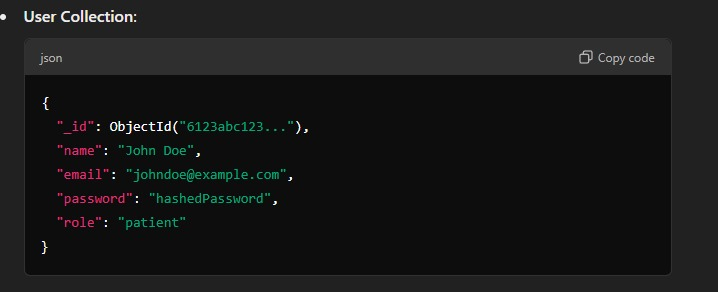 User Collection:
json Copy code
{
"_id": ObjectId("6123abc123..."),
"name": "John Doe",
"email": "johndoe@example.com",
"password": "hashedPassword",
"role": "patient"
}